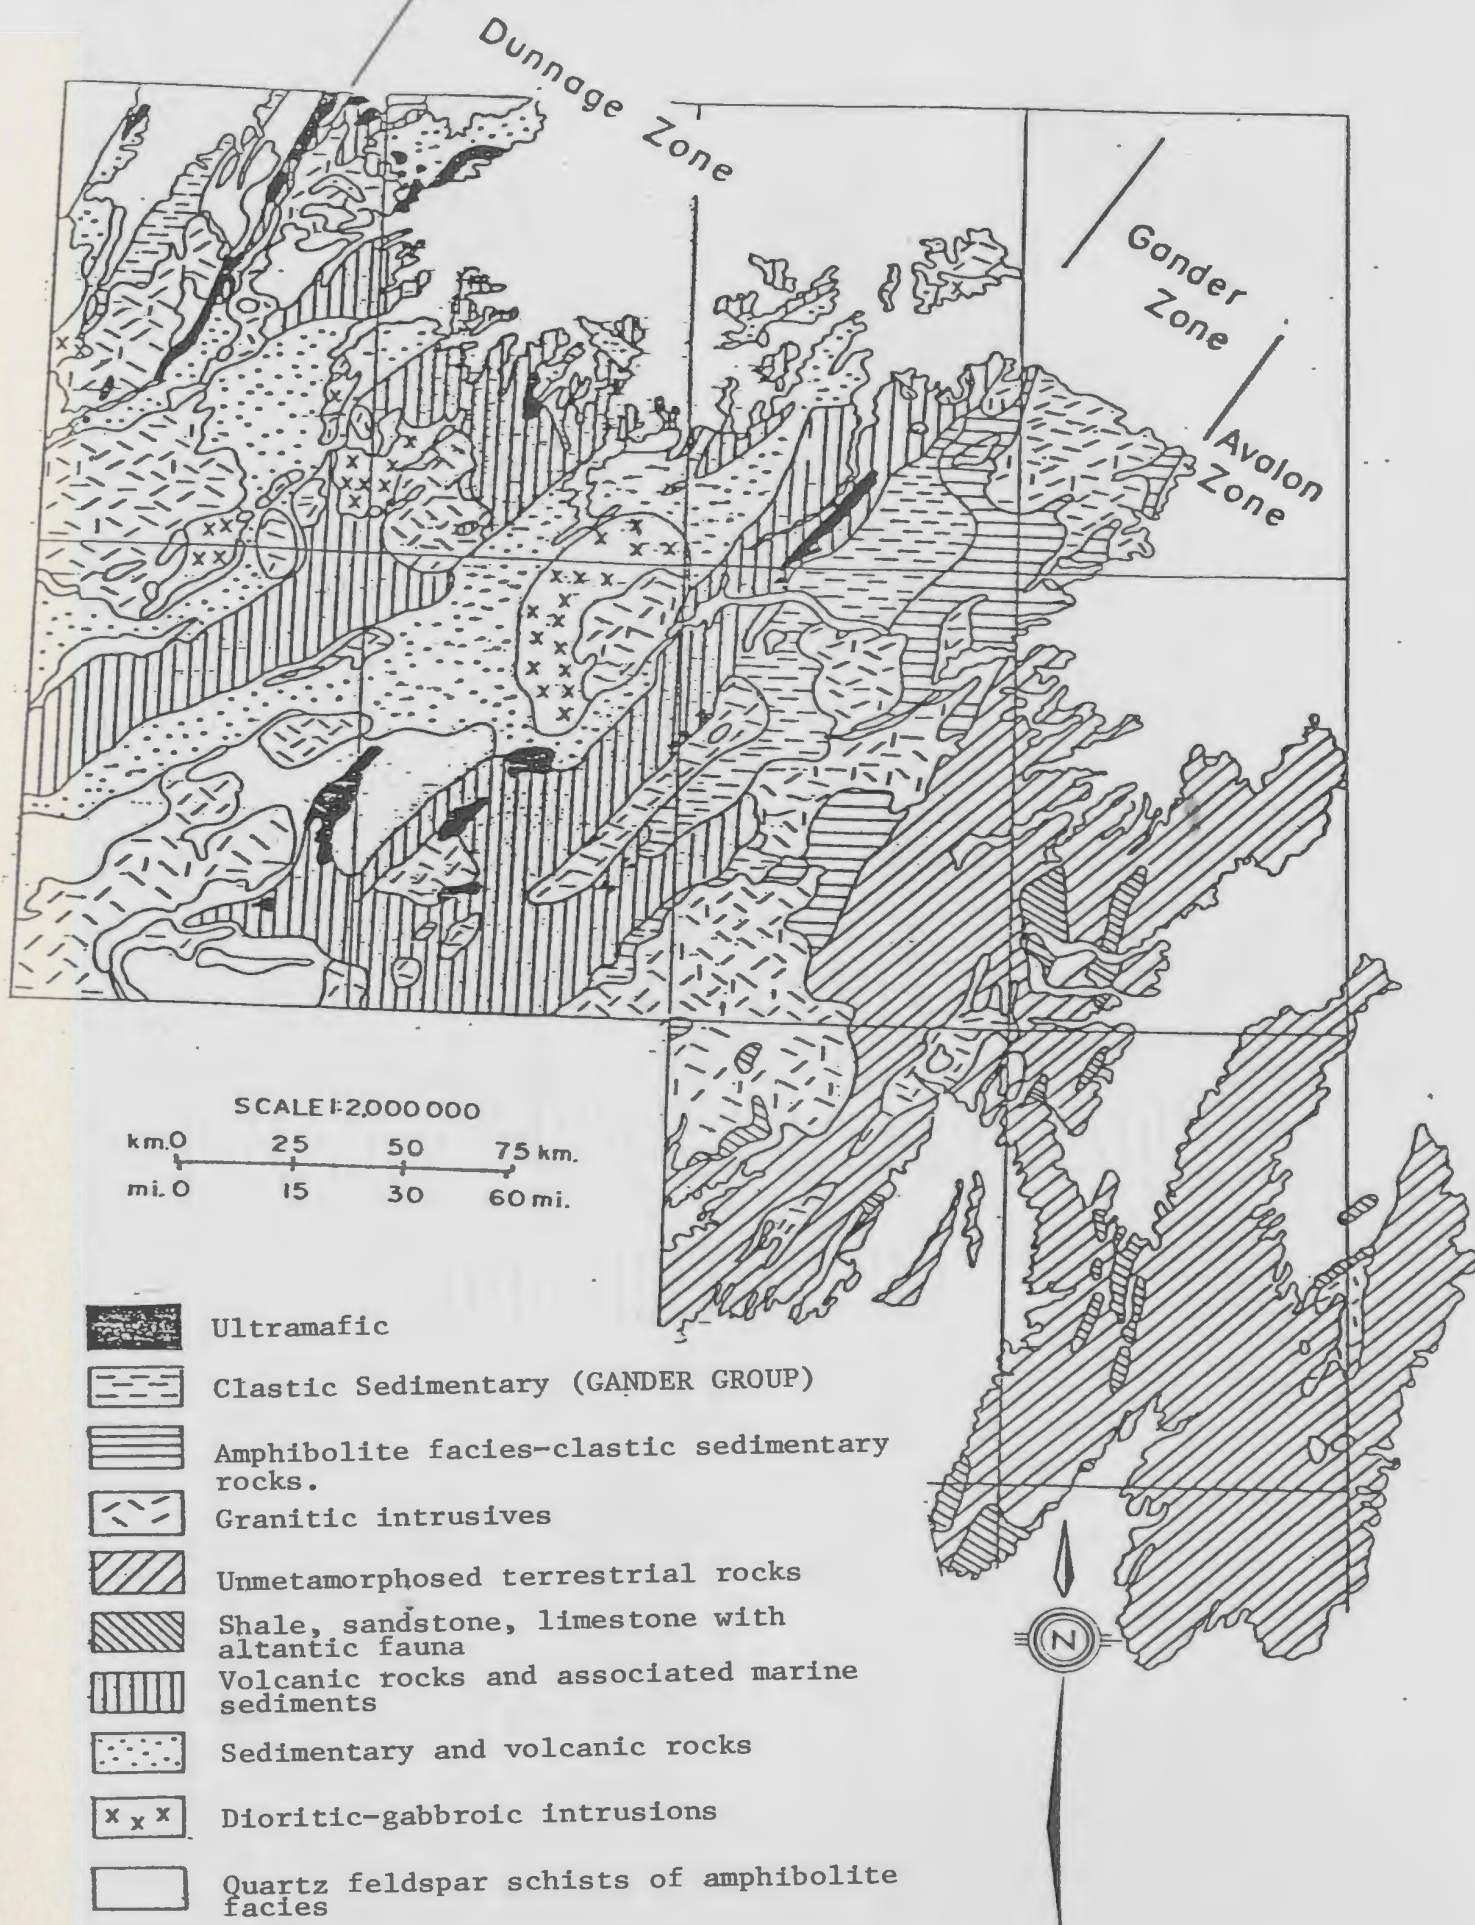 Dunnage Zone
Gander
Zone
Avalon
Zone
SCALE 1:2,000 000
km.0 25 50 75 km.
mi. 0 15 30 60 mi.
Ultramafic
Clastic Sedimentary (GANDER GROUP)
Amphibolite facies-clastic sedimentary
rocks.
Granitic intrusives
Unmetamorphosed terrestrial rocks
Shale, sandstone, limestone with
altantic fauna
Volcanic rocks and associated marine
sediments
Sedimentary and volcanic rocks
x x x Dioritic-gabbroic intrusions
Quartz feldspar schists of amphibolite
facies
N